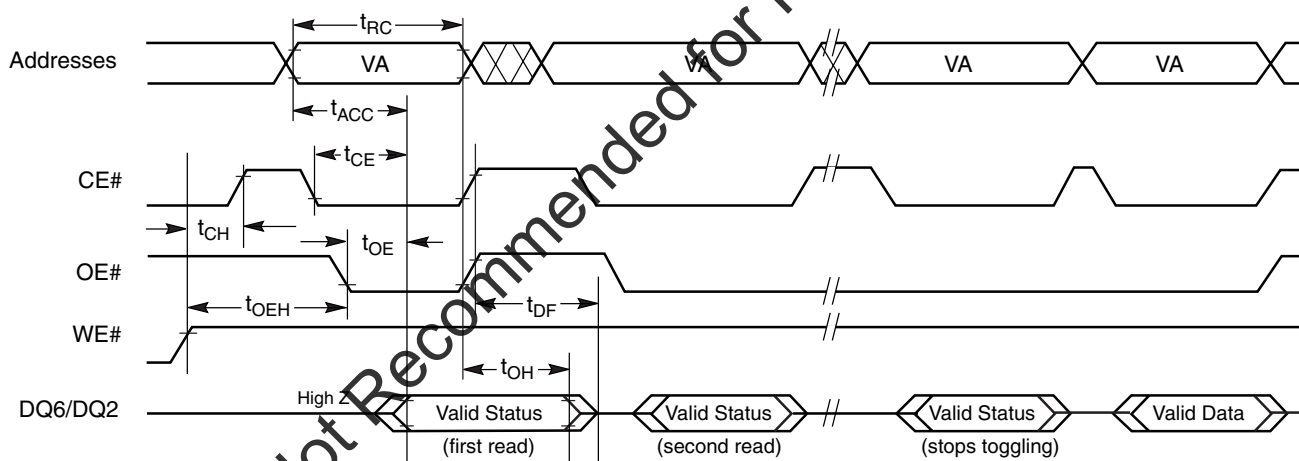 tRC
Addresses VA VA VA VA
tACC
tCE
CE#
tCH
tOE
OE#
tOEH
tDF
WE#
tOH
High Z
DQ6/DQ2 Valid Status Valid Status Valid Status Valid Data
(first read) (second read) (stops toggling)
Not Recommended for